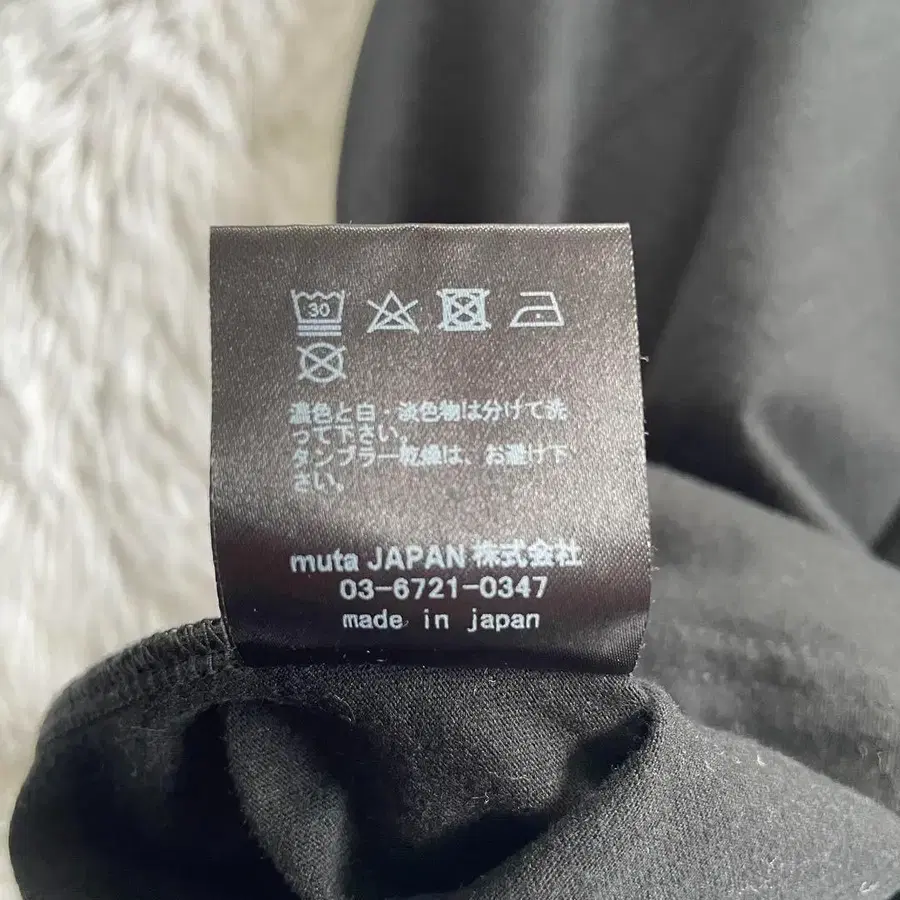 30
濃色と白・淡色物は分けて洗
って下さい。
タンブラー乾燥は、お避け下
さい。
muta JAPAN 株式会社
03-6721-0347
made in japan